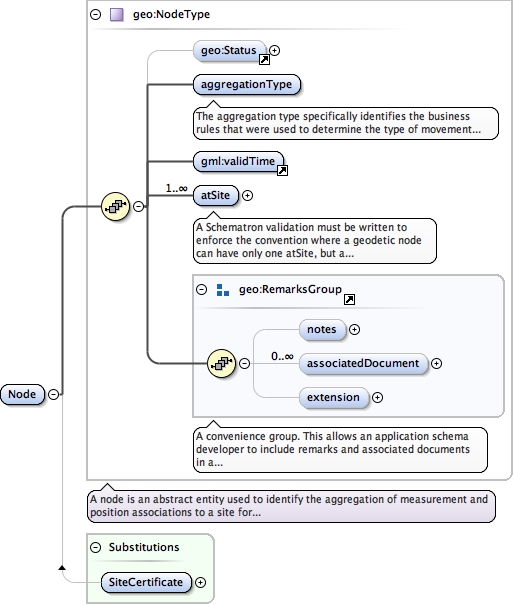 geo:NodeType
geo:Status
aggregationType
The aggregation type specifically identifies the business
rules that were used to determine the type of movement...
gml:validTime
1..∞
atSite
A Schematron validation must be written to
enforce the convention where a geodetic node
can have only one atSite, but a...
geo:RemarksGroup
notes
0..∞
associatedDocument
extension
Node
A convenience group. This allows an application schema
developer to include remarks and associated documents
in a...
A node is an abstract entity used to identify the aggregation of measurement and
position associations to a site for...
Substitutions
SiteCertificate